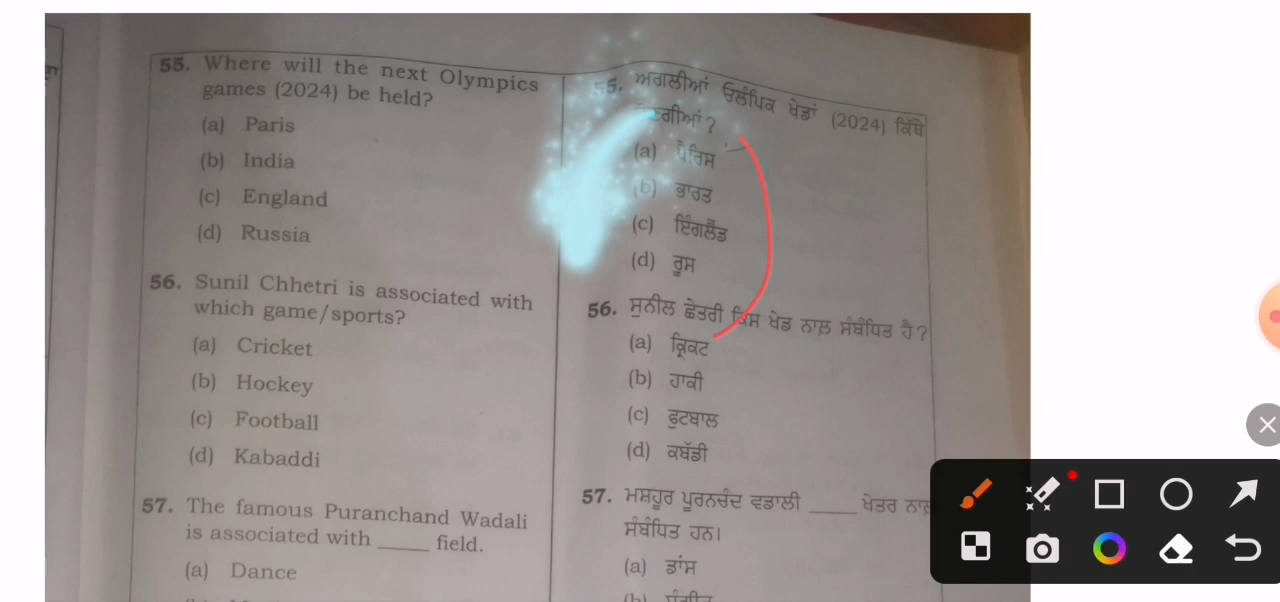 55. Where will the next Olympics
games (2024) be held?
(a) Paris
(b) India
(c) England
(d) Russia
56. Sunil Chhetri is associated with
which game/sports?
(a) Cricket
(b) Hockey
(c) Football
(d) Kabaddi
57. The famous Puranchand Wadali
is associated with ____ field.
(a) Dance
55. ਅਗਲੀਆਂ ਓਲੰਪਿਕ ਖੇਡਾਂ (2024) ਕਿੱਥੇ
(a) ਪੈਰਿਸ
(b) ਭਾਰਤ
(c) ਇੰਗਲੈਂਡ
(d) ਰੂਸ
56. ਸੁਨੀਲ ਛੇਤਰੀ ਕਿਸ ਖੇਡ ਨਾਲ਼ ਸੰਬੰਧਿਤ ਹੈ?
(a) ਕ੍ਰਿਕਟ
(b) ਹਾਕੀ
(c) ਫੁਟਬਾਲ
(d) ਕਬੱਡੀ
57. ਮਸ਼ਹੂਰ ਪੂਰਨਚੰਦ ਵਡਾਲੀ ____ ਖੇਤਰ
ਸੰਬੰਧਿਤ ਹਨ।
(a) ਡਾਂਸ